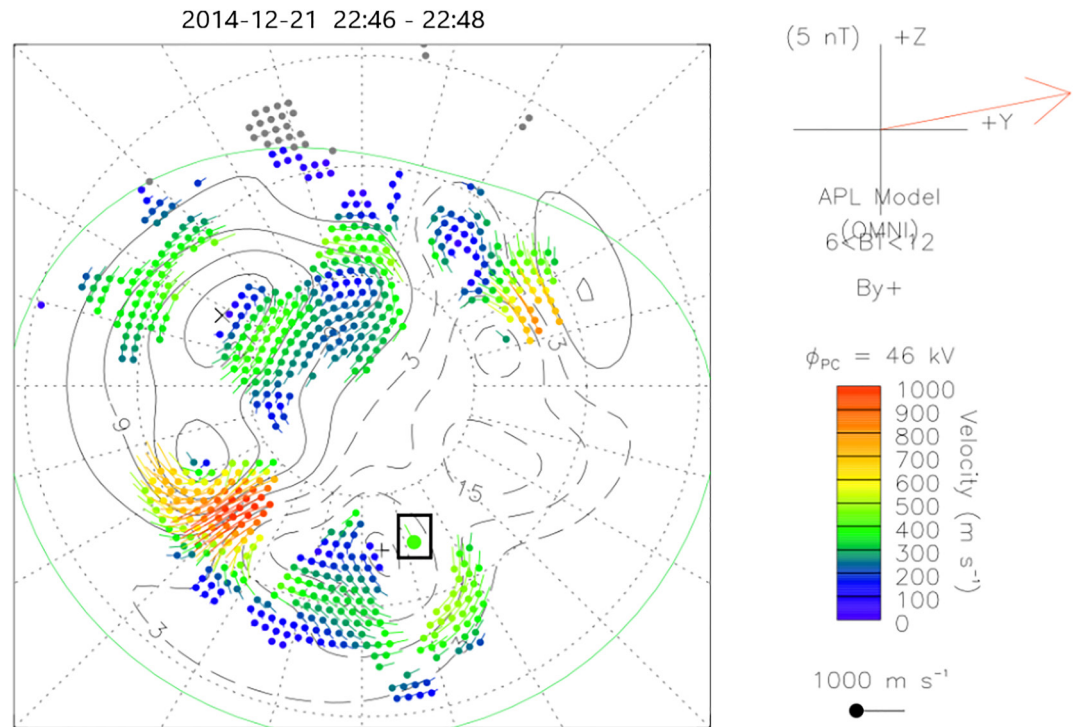 2014-12-21 22:46 - 22:48
(5 nT)
+Z
+Y
APL Model
(OMNI)
6<BT<12
By+
ϕPC = 46 kV
1000
900
800
700
600
500
400
300
200
100
0
Velocity (m s⁻¹)
1000 m s⁻¹
3
3
9
15
3